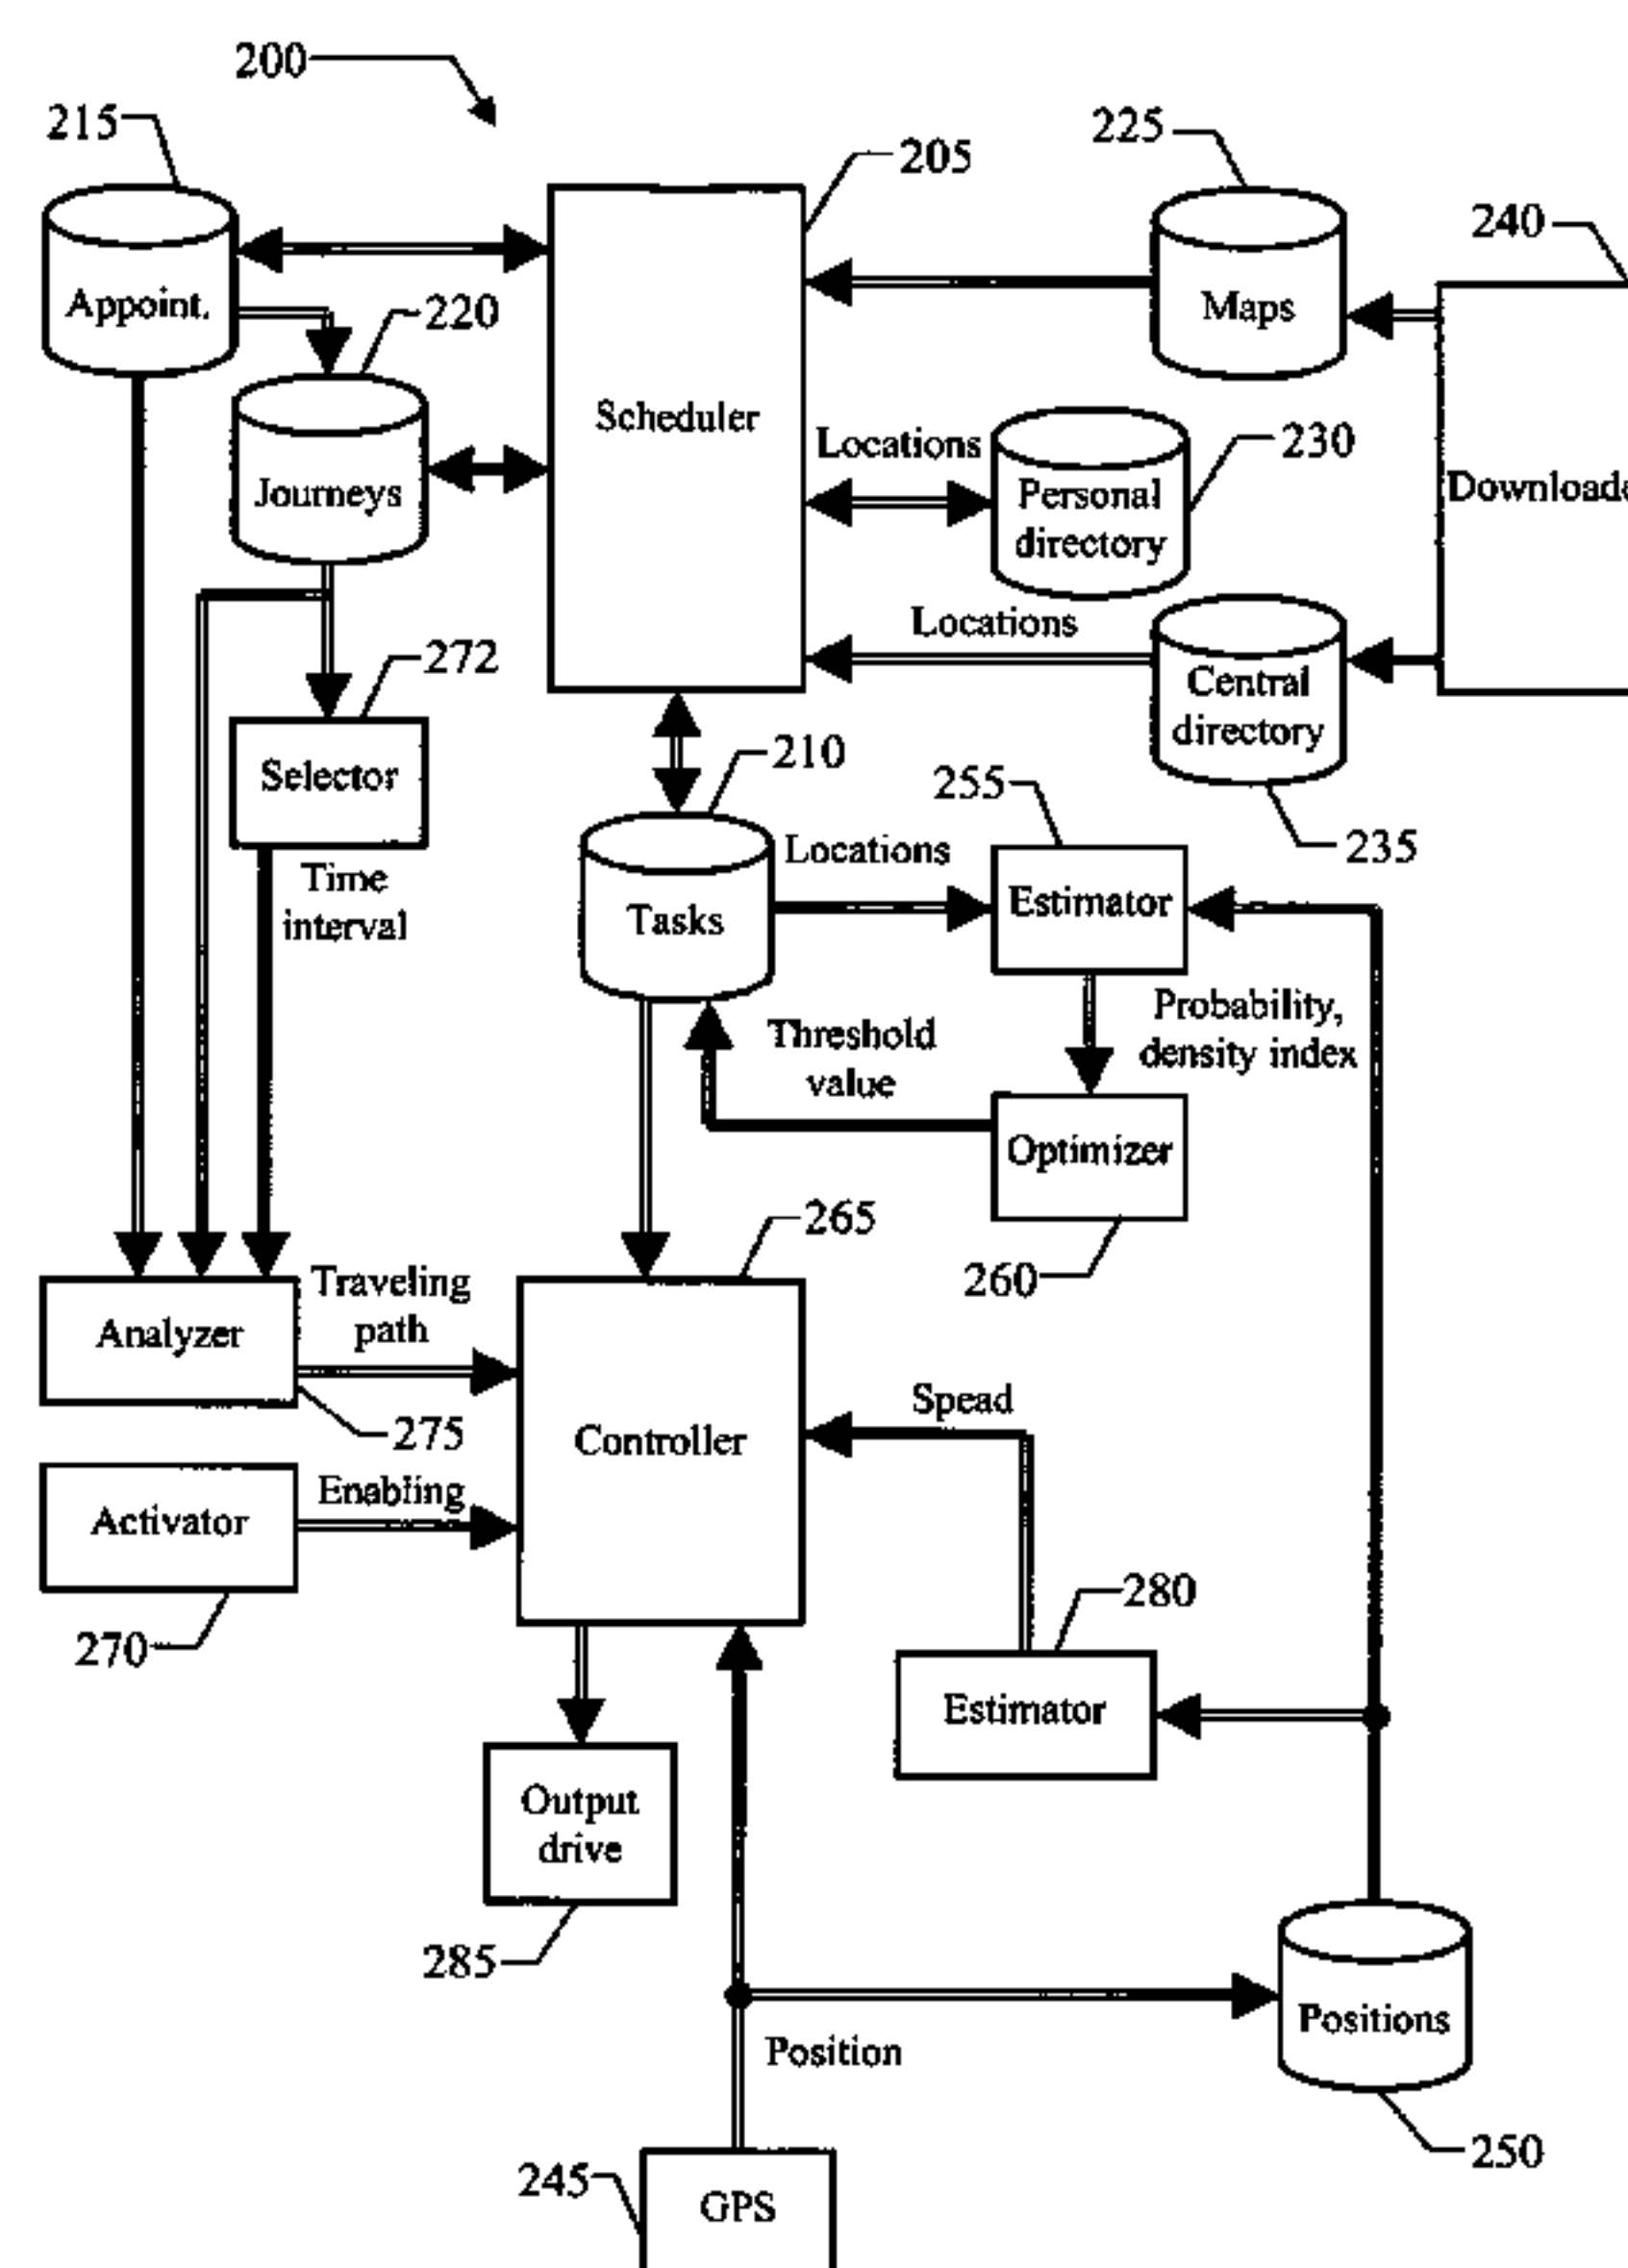 200
215
205
225
240
Appoint.
220
Maps
Scheduler
Locations
230
Journeys
Personal
directory
Downloade
Locations
272
Central
directory
Selector
210
255
235
Time
interval
Locations
Estimator
Tasks
Probability,
density index
Threshold
value
Optimizer
265
260
Traveling
path
Analyzer
275
Spead
Controller
Enabling
Activator
270
280
Estimator
Output
drive
285
Positions
Position
250
245
GPS